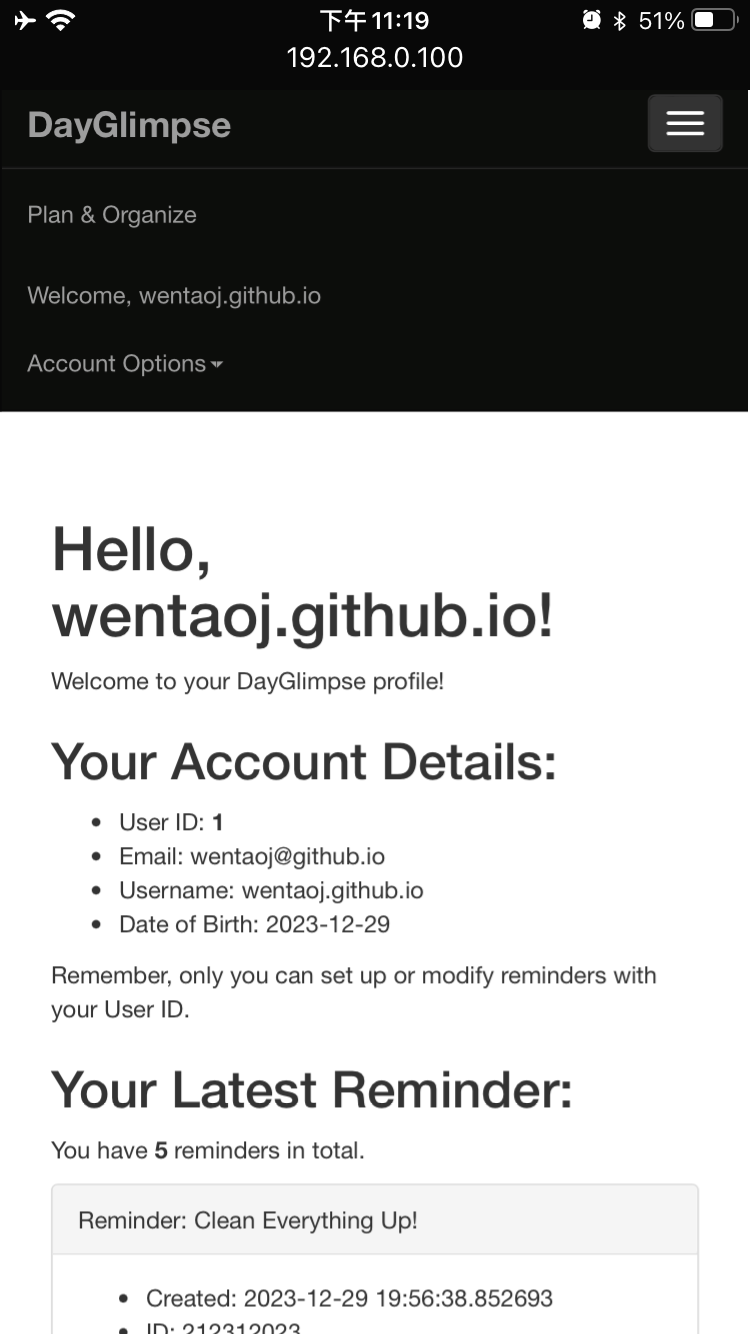 下午11:19
51%
192.168.0.100
DayGlimpse
Plan & Organize
Welcome, wentaoj.github.io
Account Options
Hello,
wentaoj.github.io!
Welcome to your DayGlimpse profile!
Your Account Details:
User ID: 1
Email: wentaoj@github.io
Username: wentaoj.github.io
Date of Birth: 2023-12-29
Remember, only you can set up or modify reminders with
your User ID.
Your Latest Reminder:
You have 5 reminders in total.
Reminder: Clean Everything Up!
Created: 2023-12-29 19:56:38.852693
ID: 212312023